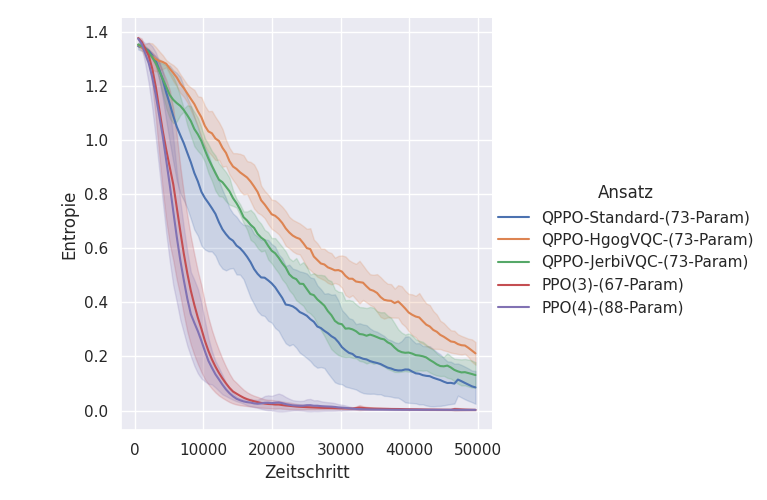 1.4
1.2
1.0
0.8
0.6
0.4
0.2
0.0
Entropie
0 10000 20000 30000 40000 50000
Zeitschritt
Ansatz
QPPO-Standard-(73-Param)
QPPO-HgogVQC-(73-Param)
QPPO-JerbiVQC-(73-Param)
PPO(3)-(67-Param)
PPO(4)-(88-Param)